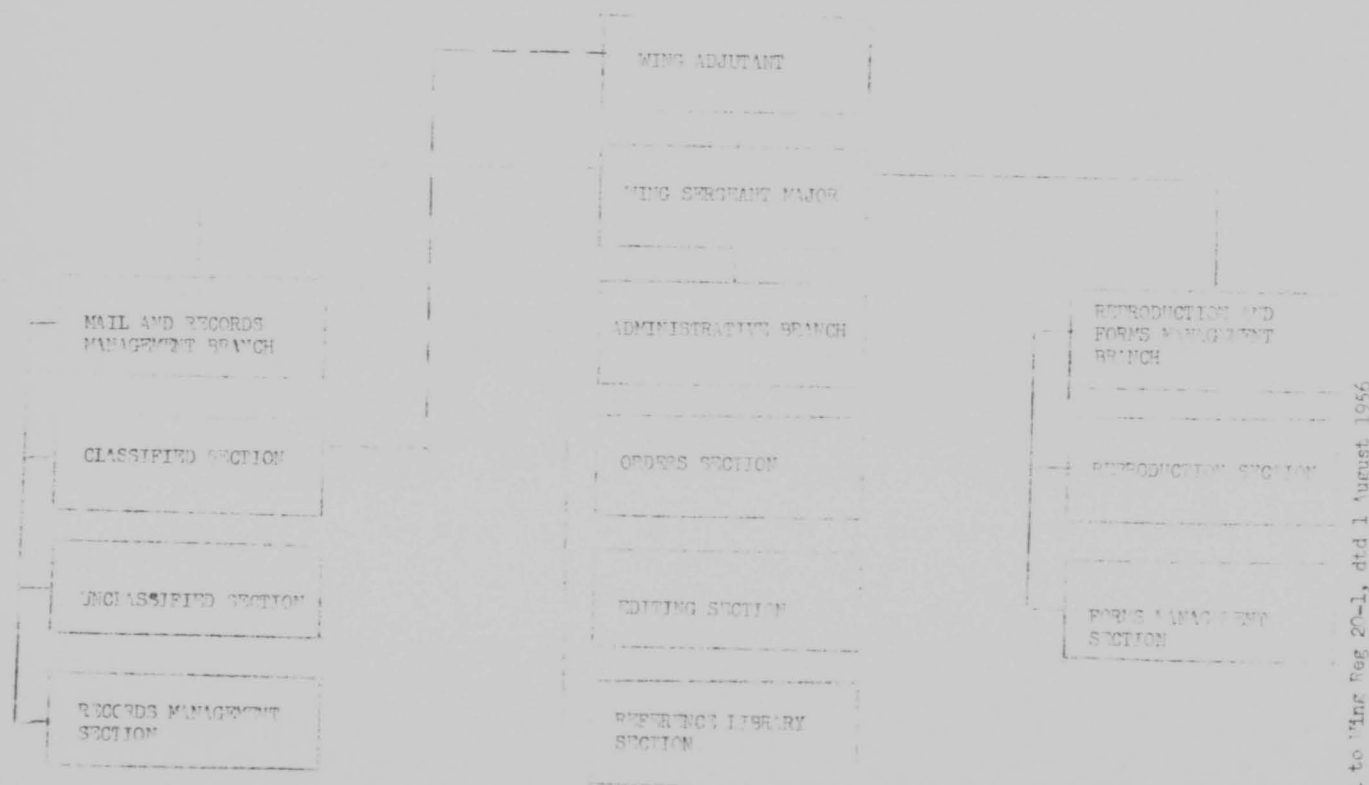 WING ADJUTANT
WING SERGEANT MAJOR
MAIL AND RECORDS
MANAGEMENT BRANCH
ADMINISTRATIVE BRANCH
REPRODUCTION AND
FORMS MANAGEMENT
BRANCH
CLASSIFIED SECTION
ORDERS SECTION
REPRODUCTION SECTION
UNCLASSIFIED SECTION
EDITING SECTION
FORMS MANAGEMENT
SECTION
RECORDS MANAGEMENT
SECTION
REFERENCE LIBRARY
SECTION
to Wing Reg 20-1, dtd 1 August 1956